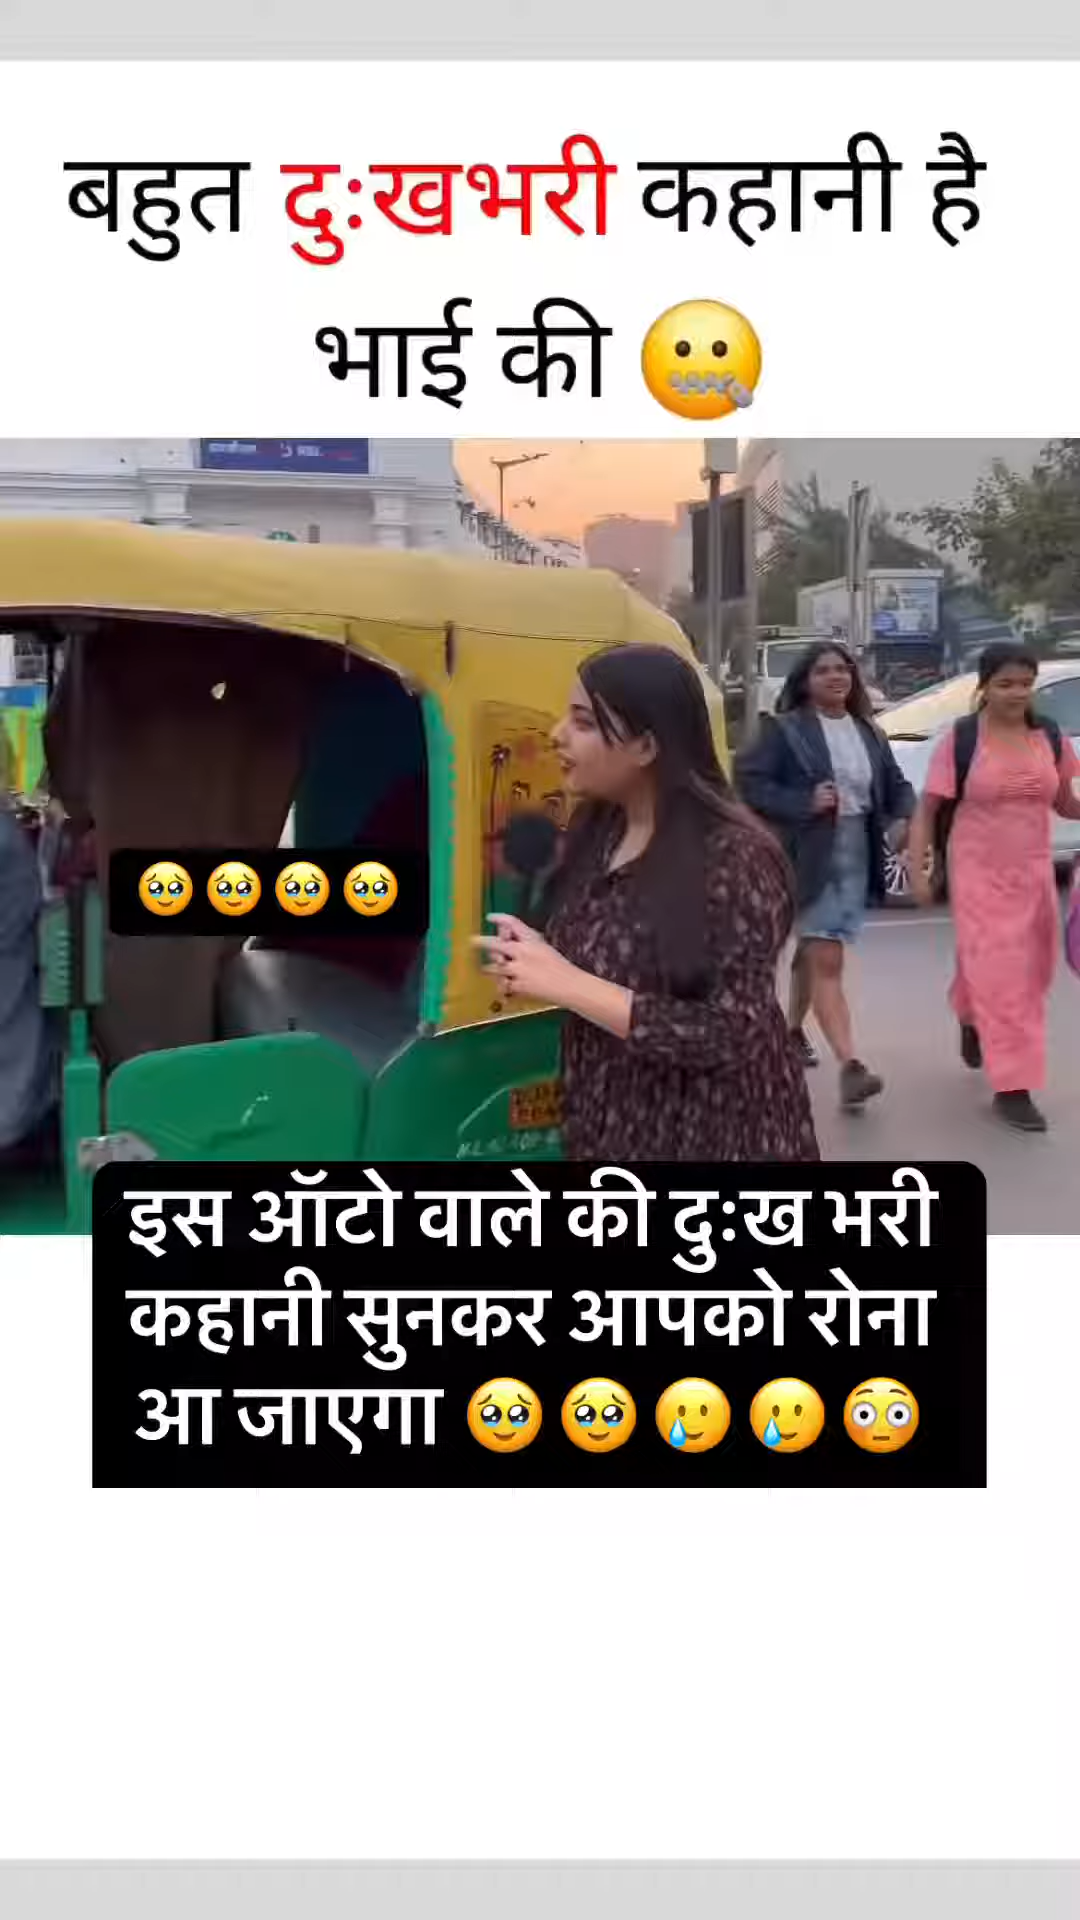 बहुत दुःखभरी कहानी है
भाई की 🤐
🥹🥹🥹🥹
इस ऑटो वाले की दुःख भरी
कहानी सुनकर आपको रोना
आ जाएगा 🥹🥹🥲🥲😳